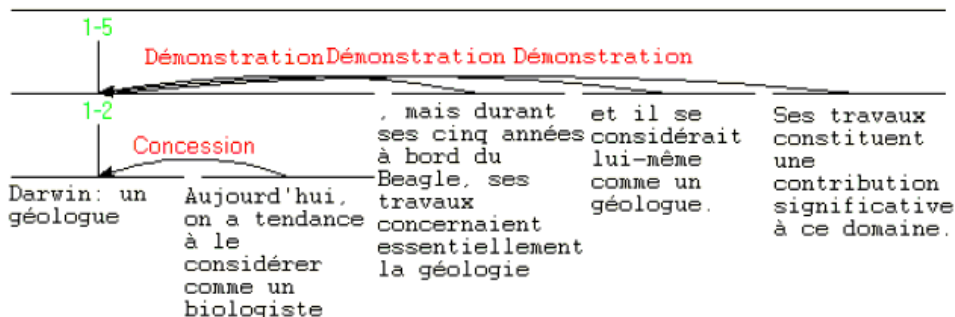 1-5
Démonstration Démonstration Démonstration
1-2
Concession
Darwin: un
géologue
Aujourd'hui,
on a tendance
à le
considérer
comme un
biologiste
, mais durant
ses cinq années
à bord du
Beagle, ses
travaux
concernaient
essentiellement
la géologie
et il se
considérait
lui-même
comme un
géologue.
Ses travaux
constituent
une
contribution
significative
à ce domaine.